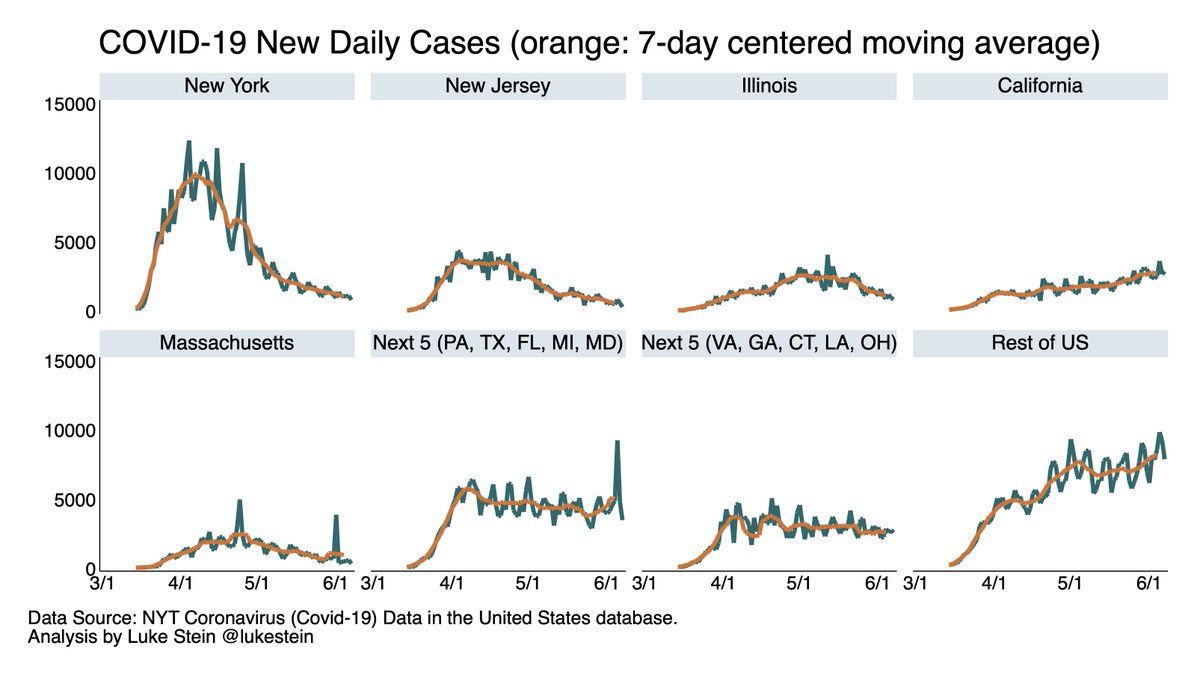 COVID-19 New Daily Cases (orange: 7-day centered moving average)
New York
New Jersey
Illinois
California
15000
10000
5000
0
Massachusetts
Next 5 (PA, TX, FL, MI, MD)
Next 5 (VA, GA, CT, LA, OH)
Rest of US
15000
10000
5000
0
3/1 4/1 5/1 6/1
3/1 4/1 5/1 6/1
3/1 4/1 5/1 6/1
3/1 4/1 5/1 6/1
Data Source: NYT Coronavirus (Covid-19) Data in the United States database.
Analysis by Luke Stein @lukestein